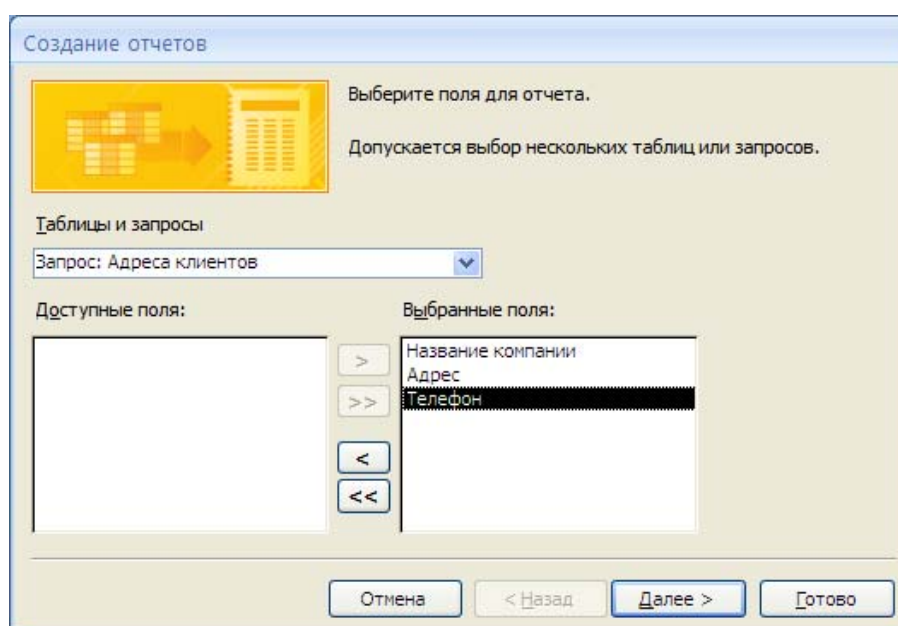 Создание отчетов
Выберите поля для отчета.
Допускается выбор нескольких таблиц или запросов.
Таблицы и запросы
Запрос: Адреса клиентов
Доступные поля:
Выбранные поля:
>
>>
<
<<
Название компании
Адрес
Телефон
Отмена
< Назад
Далее >
Готово